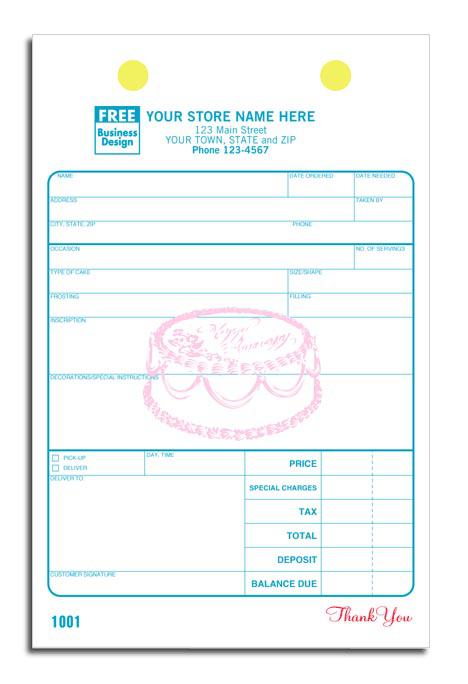 FREE
Business
Design
YOUR STORE NAME HERE
123 Main Street
YOUR TOWN, STATE and ZIP
Phone 123-4567
NAME
DATE ORDERED
DATE NEEDED
ADDRESS
TAKEN BY
CITY, STATE, ZIP
PHONE
OCCASION
NO. OF SERVINGS
TYPE OF CAKE
SIZE/SHAPE
FROSTING
FILLING
INSCRIPTION
Happy
Anniversary
DECORATIONS/SPECIAL INSTRUCTIONS
PICK-UP
DELIVER
DAY, TIME
PRICE
DELIVER TO:
SPECIAL CHARGES
TAX
TOTAL
DEPOSIT
CUSTOMER SIGNATURE
BALANCE DUE
1001
Thank You